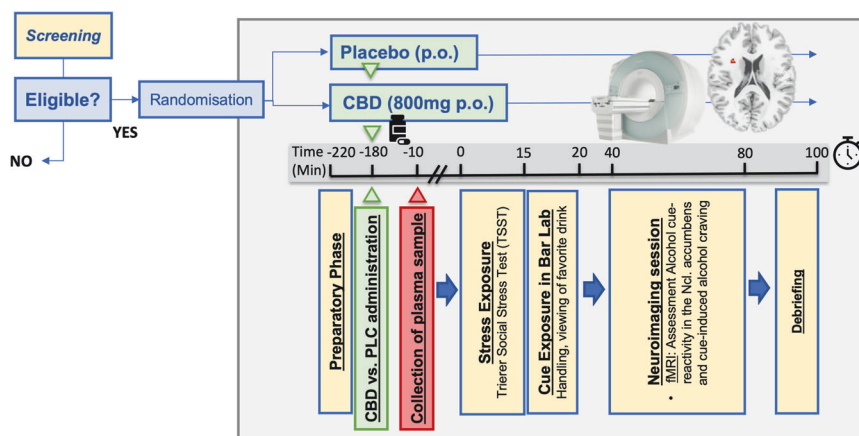 Screening
Eligible?
YES
NO
Randomisation
Placebo (p.o.)
CBD (800mg p.o.)
Time
(Min)
-220 -180 -10 0 15 20 40 80 100
Preparatory Phase
CBD vs. PLC administration
Collection of plasma sample
Stress Exposure
Trierer Social Stress Test (TSST)
Cue Exposure in Bar Lab
Handling, viewing of favorite drink
Neuroimaging session
• fMRI: Assessment Alcohol cue-
reactivity in the Ncl. accumbens
and cue-induced alcohol craving
Debriefing